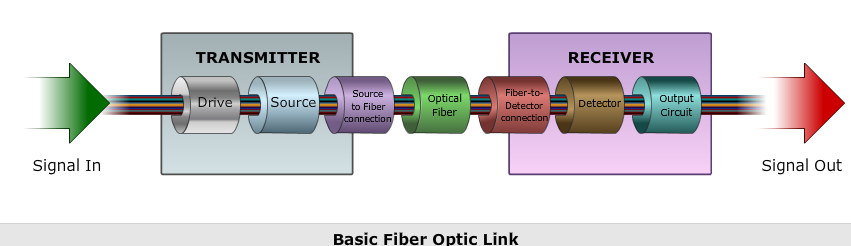 TRANSMITTER
RECEIVER
Drive
Source
Source
to Fiber
connection
Optical
Fiber
Fiber-to-
Detector
connection
Detector
Output
Circuit
Signal In
Signal Out
Basic Fiber Optic Link